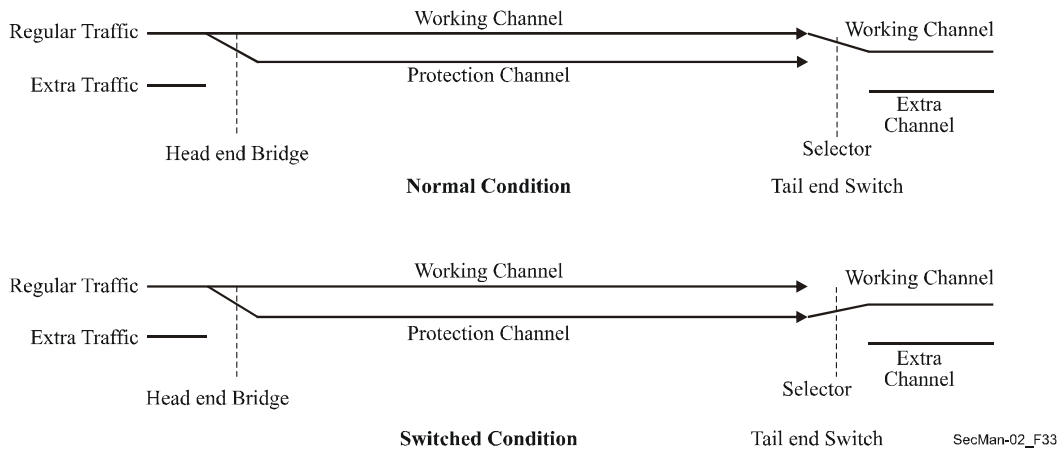 Working Channel
Regular Traffic
Working Channel
Protection Channel
Extra Traffic
Extra
Channel
Head end Bridge
Selector
Normal Condition
Tail end Switch
Working Channel
Regular Traffic
Working Channel
Protection Channel
Extra Traffic
Extra
Channel
Head end Bridge
Selector
Switched Condition
Tail end Switch
SecMan-02_F33